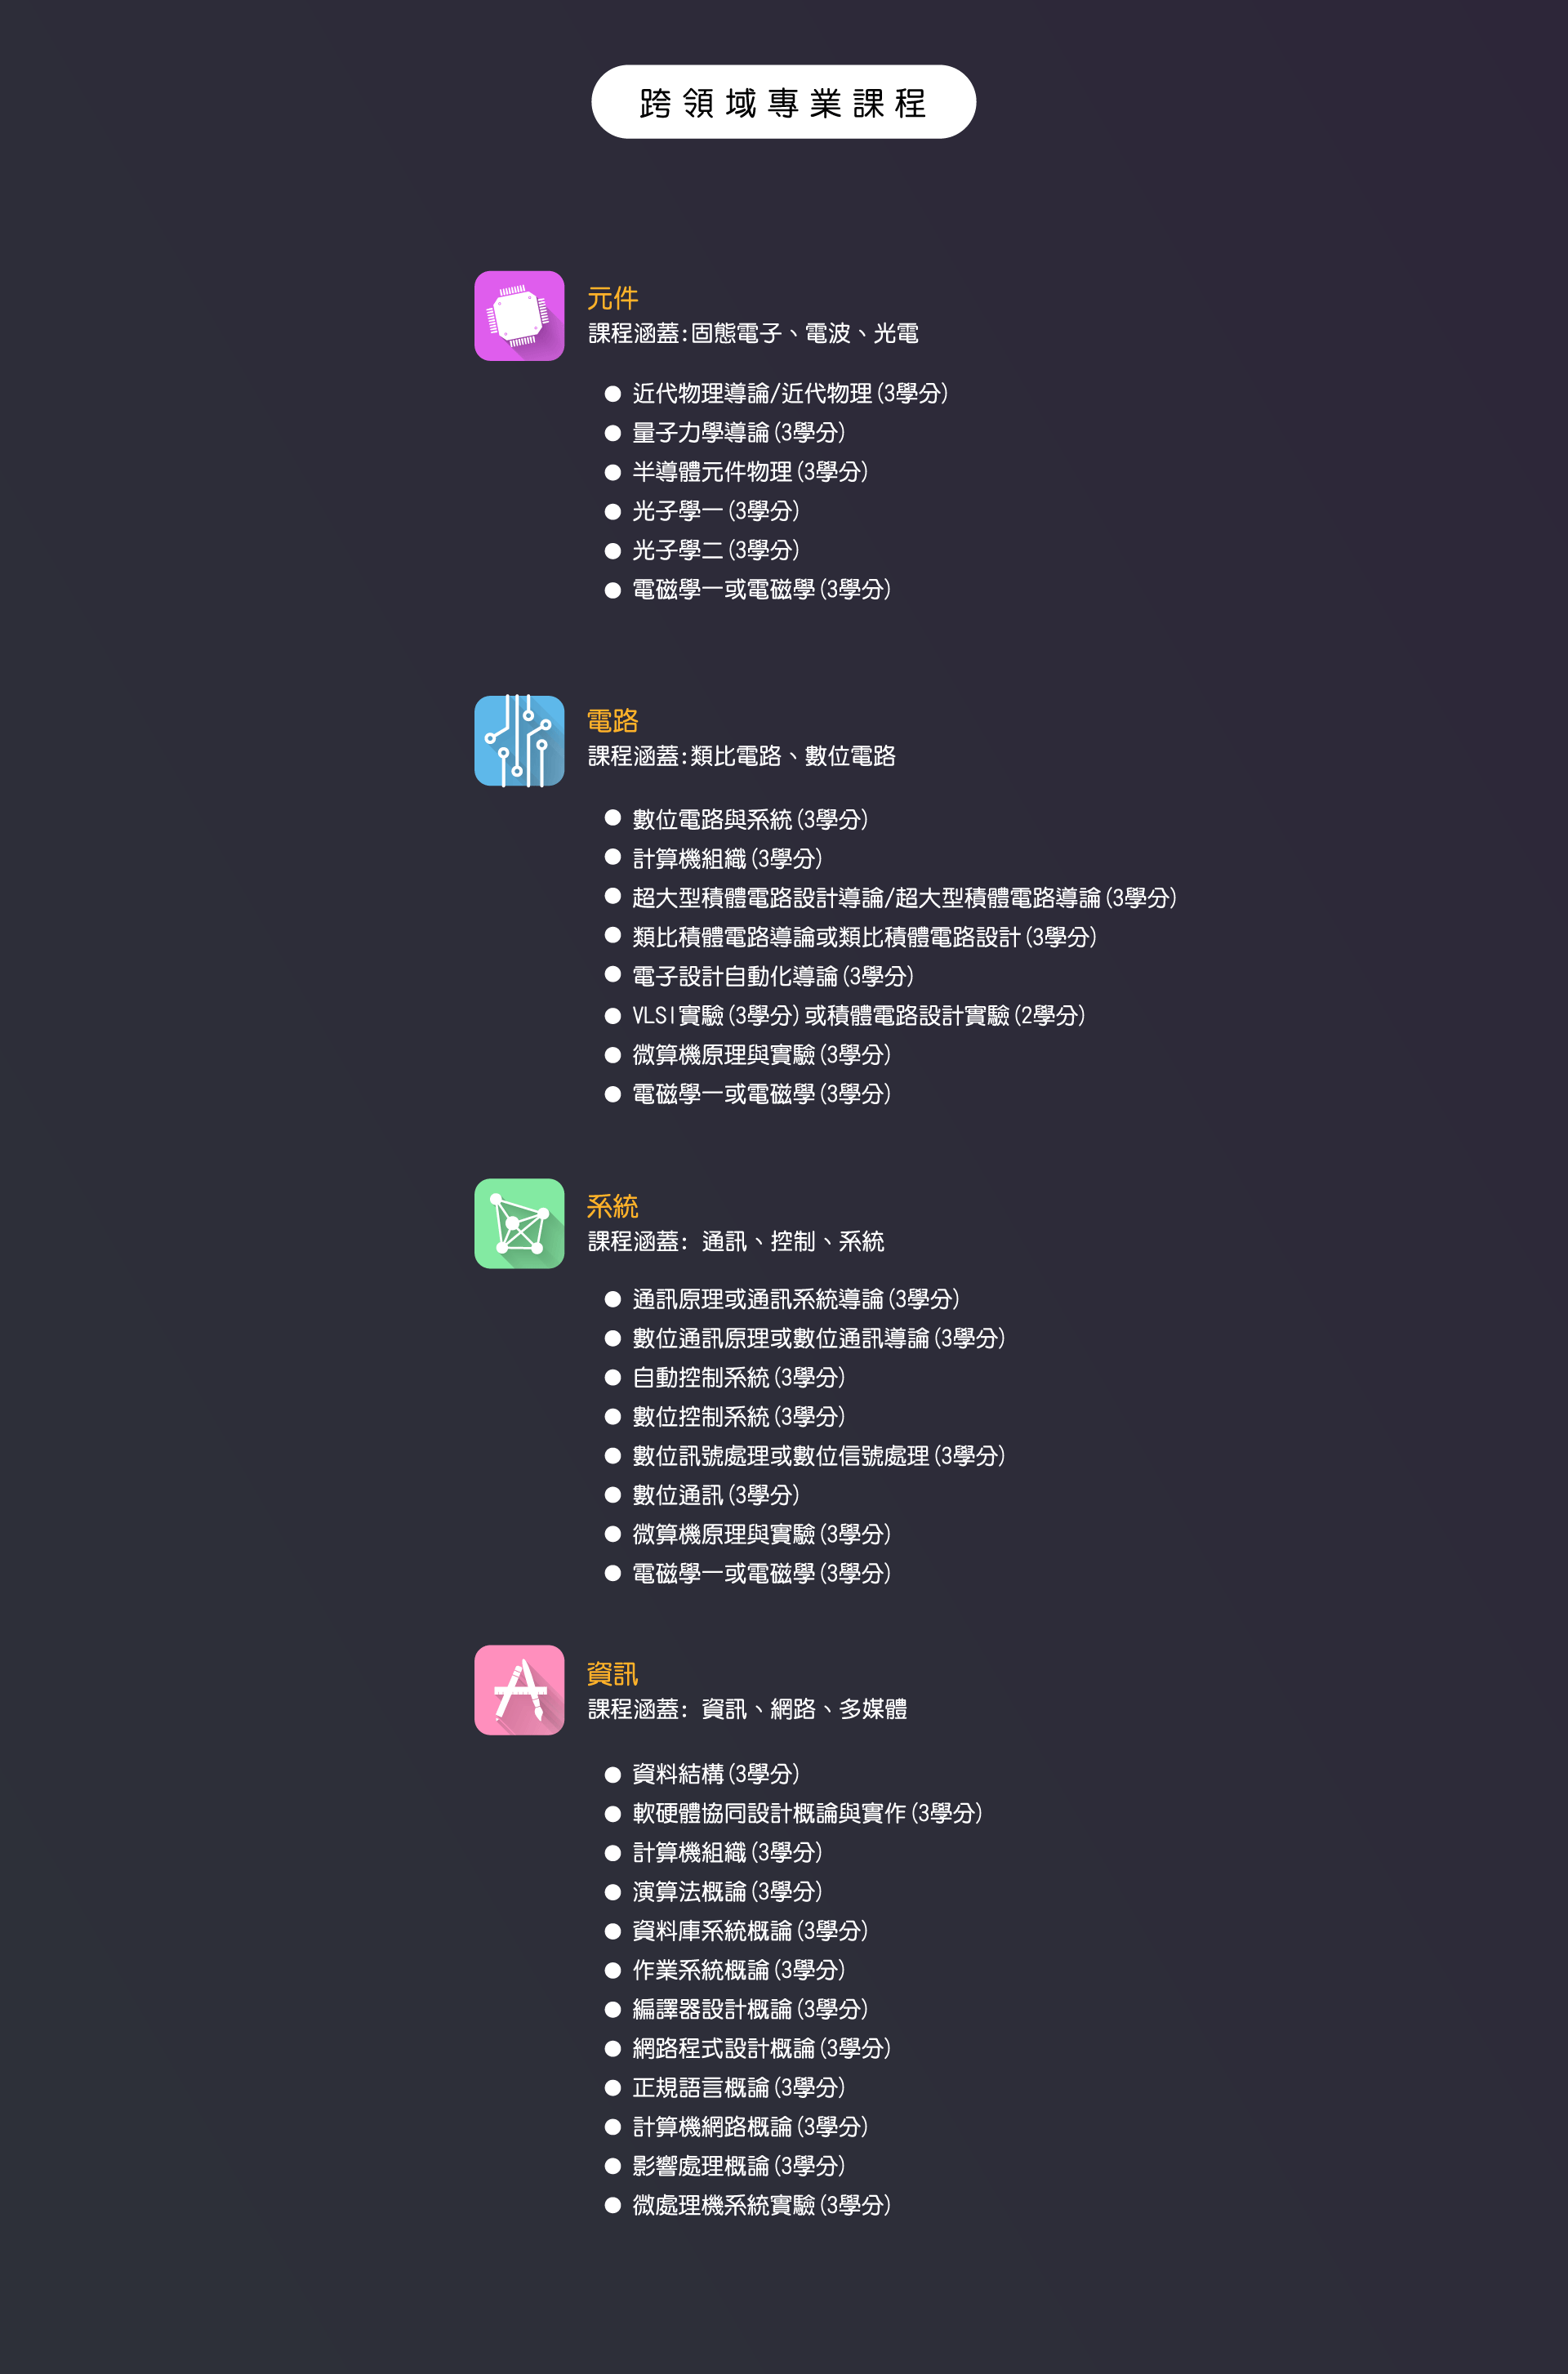 跨領域專業課程
元件
課程涵蓋:固態電子、電波、光電
近代物理導論/近代物理(3學分)
量子力學導論(3學分)
半導體元件物理(3學分)
光子學一(3學分)
光子學二(3學分)
電磁學一或電磁學(3學分)
電路
課程涵蓋:類比電路、數位電路
數位電路與系統(3學分)
計算機組織(3學分)
超大型積體電路設計導論/超大型積體電路導論(3學分)
類比積體電路導論或類比積體電路設計(3學分)
電子設計自動化導論(3學分)
VLSI實驗(3學分)或積體電路設計實驗(2學分)
微算機原理與實驗(3學分)
電磁學一或電磁學(3學分)
系統
課程涵蓋: 通訊、控制、系統
通訊原理或通訊系統導論(3學分)
數位通訊原理或數位通訊導論(3學分)
自動控制系統(3學分)
數位控制系統(3學分)
數位訊號處理或數位信號處理(3學分)
數位通訊(3學分)
微算機原理與實驗(3學分)
電磁學一或電磁學(3學分)
資訊
課程涵蓋: 資訊、網路、多媒體
資料結構(3學分)
軟硬體協同設計概論與實作(3學分)
計算機組織(3學分)
演算法概論(3學分)
資料庫系統概論(3學分)
作業系統概論(3學分)
編譯器設計概論(3學分)
網路程式設計概論(3學分)
正規語言概論(3學分)
計算機網路概論(3學分)
影響處理概論(3學分)
微處理機系統實驗(3學分)